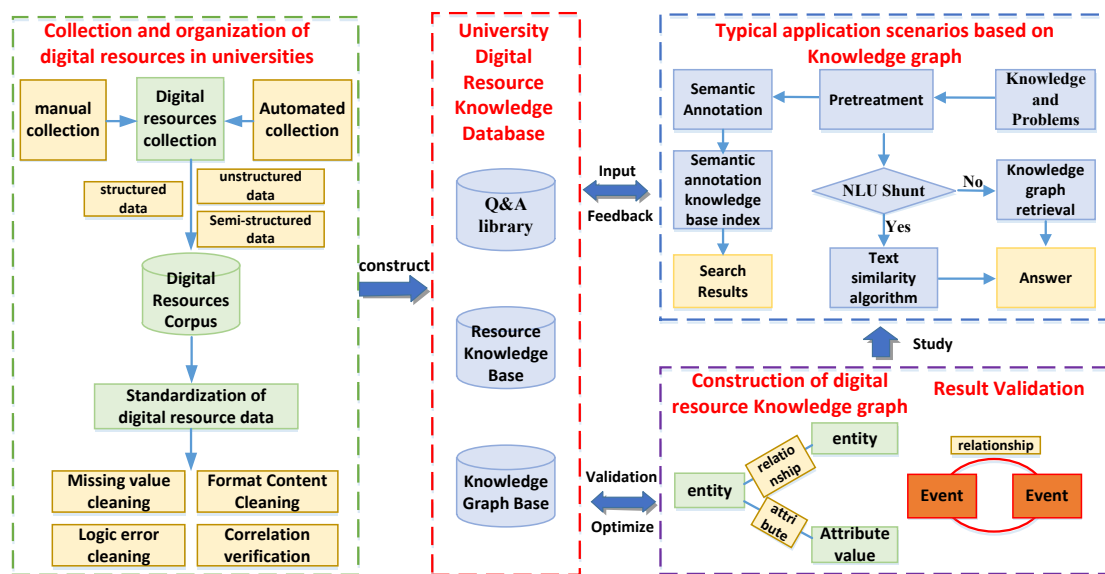 Collection and organization of
digital resources in universities
manual
collection
Digital
resources
collection
Automated
collection
structured
data
unstructured
data
Semi-structured
data
Digital
Resources
Corpus
Standardization of
digital resource data
Missing value
cleaning
Format Content
Cleaning
Logic error
cleaning
Correlation
verification
construct
University
Digital
Resource
Knowledge
Database
Q&A
library
Resource
Knowledge
Base
Knowledge
Graph Base
Input
Feedback
Validation
Optimize
Typical application scenarios based on
Knowledge graph
Semantic
Annotation
Pretreatment
Knowledge
and
Problems
Semantic
annotation
knowledge
base index
NLU Shunt
No
Knowledge
graph
retrieval
Yes
Search
Results
Text
similarity
algorithm
Answer
Study
Construction of digital
resource Knowledge graph
Result Validation
entity
relatio
nship
entity
attri
bute
Attribute
value
relationship
Event
Event